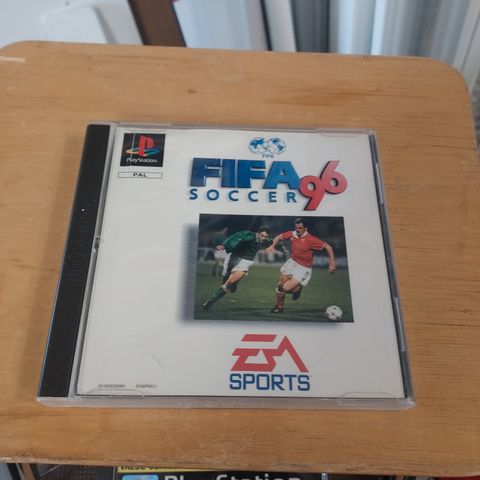 FIFA
PlayStation
PAL
FIFA
SOCCER 96
EA
SPORTS
PlayStation